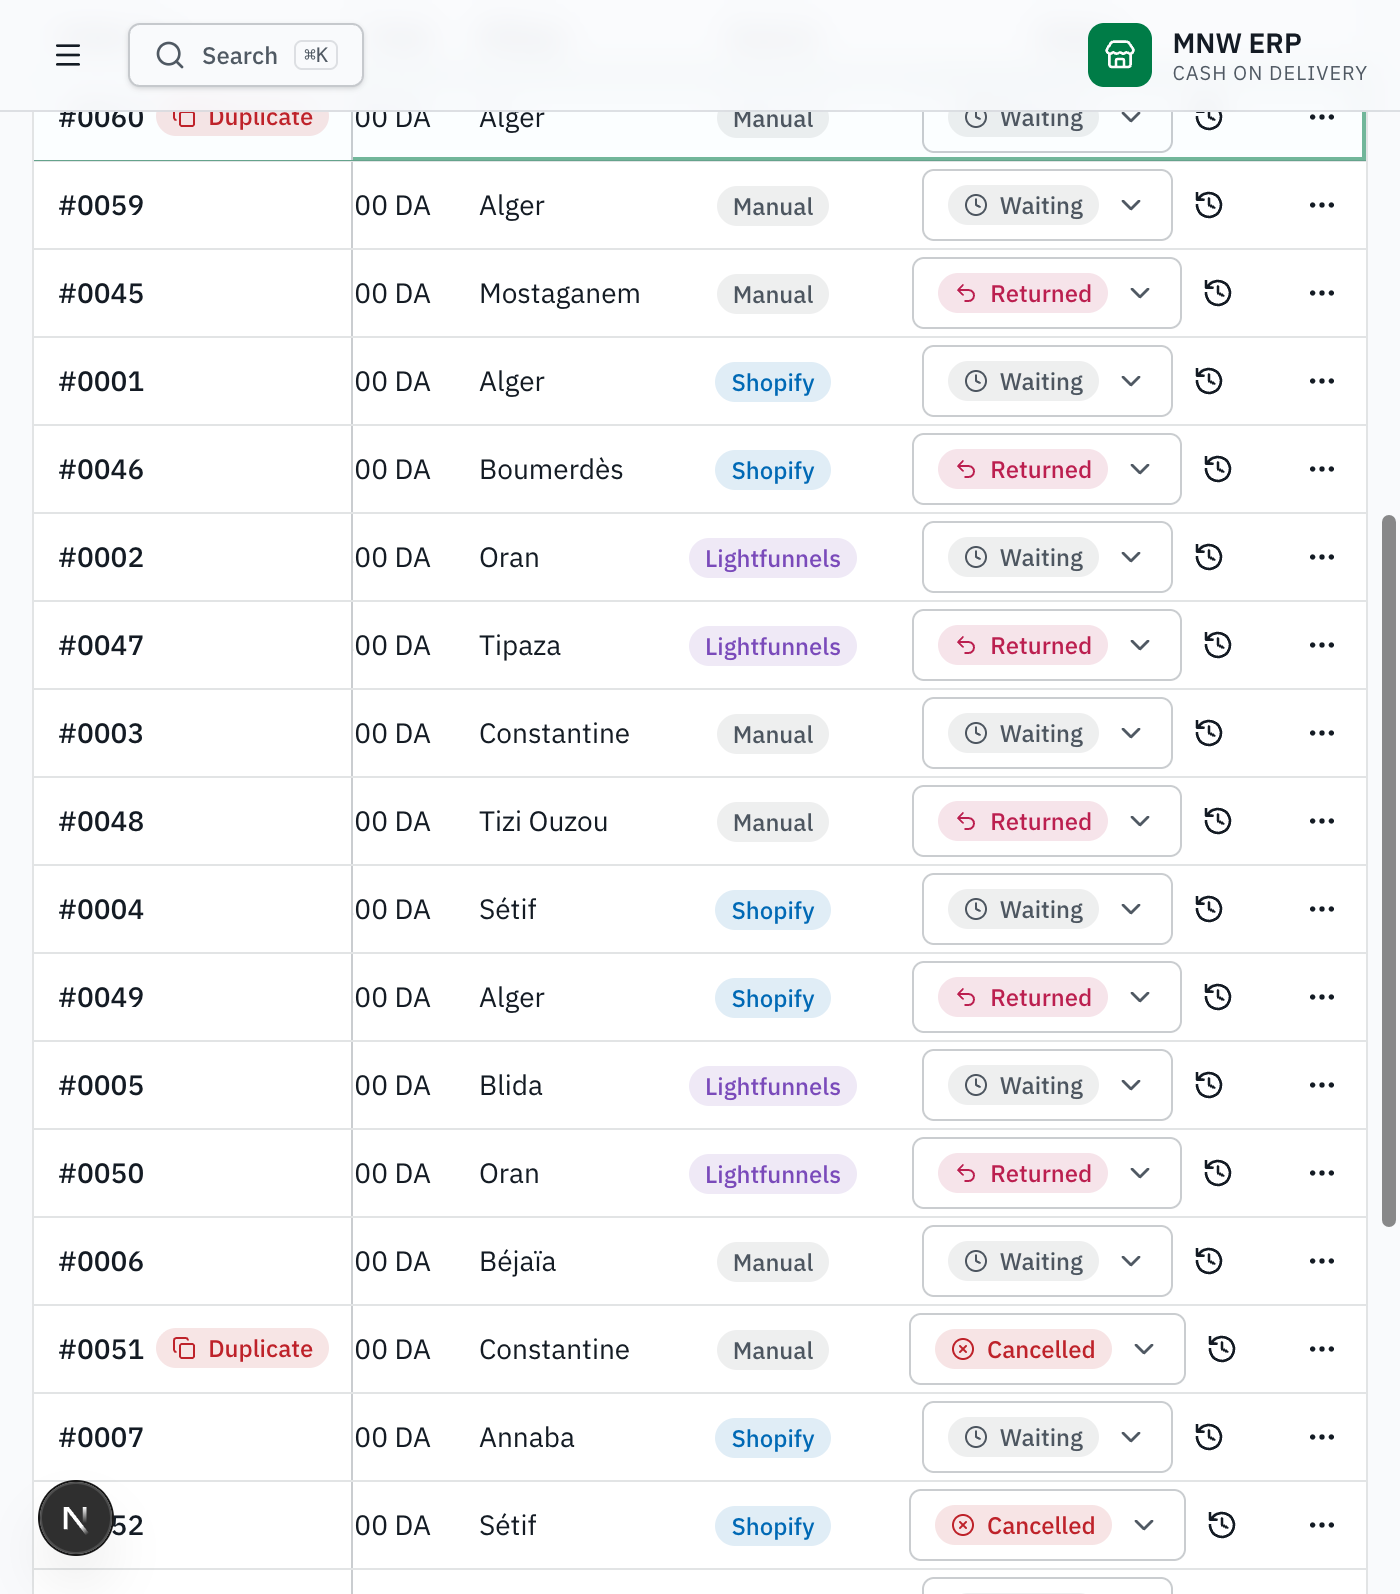 Search ⌘K
MNW ERP
CASH ON DELIVERY
#0060 Duplicate 00 DA Alger Manual Waiting
#0059 00 DA Alger Manual Waiting
#0045 00 DA Mostaganem Manual Returned
#0001 00 DA Alger Shopify Waiting
#0046 00 DA Boumerdès Shopify Returned
#0002 00 DA Oran Lightfunnels Waiting
#0047 00 DA Tipaza Lightfunnels Returned
#0003 00 DA Constantine Manual Waiting
#0048 00 DA Tizi Ouzou Manual Returned
#0004 00 DA Sétif Shopify Waiting
#0049 00 DA Alger Shopify Returned
#0005 00 DA Blida Lightfunnels Waiting
#0050 00 DA Oran Lightfunnels Returned
#0006 00 DA Béjaïa Manual Waiting
#0051 Duplicate 00 DA Constantine Manual Cancelled
#0007 00 DA Annaba Shopify Waiting
N 52 00 DA Sétif Shopify Cancelled